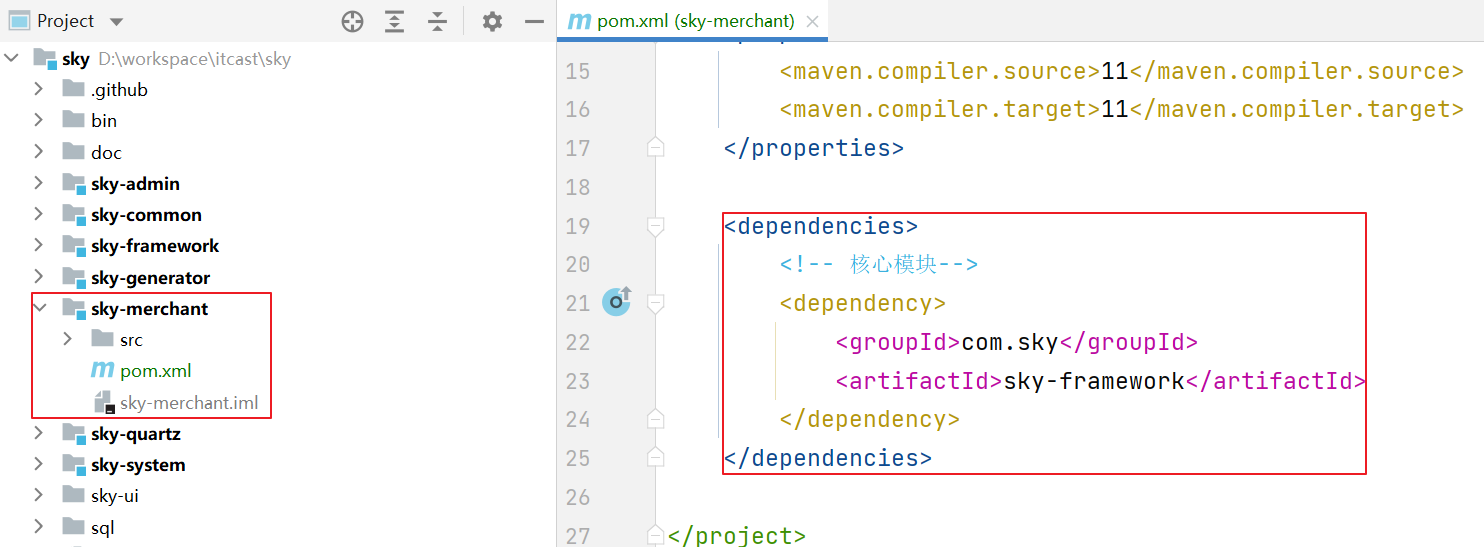 Project
sky D:\workspace\itcast\sky
.github
bin
doc
sky-admin
sky-common
sky-framework
sky-generator
sky-merchant
src
pom.xml
sky-merchant.iml
sky-quartz
sky-system
sky-ui
sql
pom.xml (sky-merchant)
15 <maven.compiler.source>11</maven.compiler.source>
16 <maven.compiler.target>11</maven.compiler.target>
17 </properties>
18
19 <dependencies>
20 <!-- 核心模块-->
21 <dependency>
22 <groupId>com.sky</groupId>
23 <artifactId>sky-framework</artifactId>
24 </dependency>
25 </dependencies>
26
27 </project>